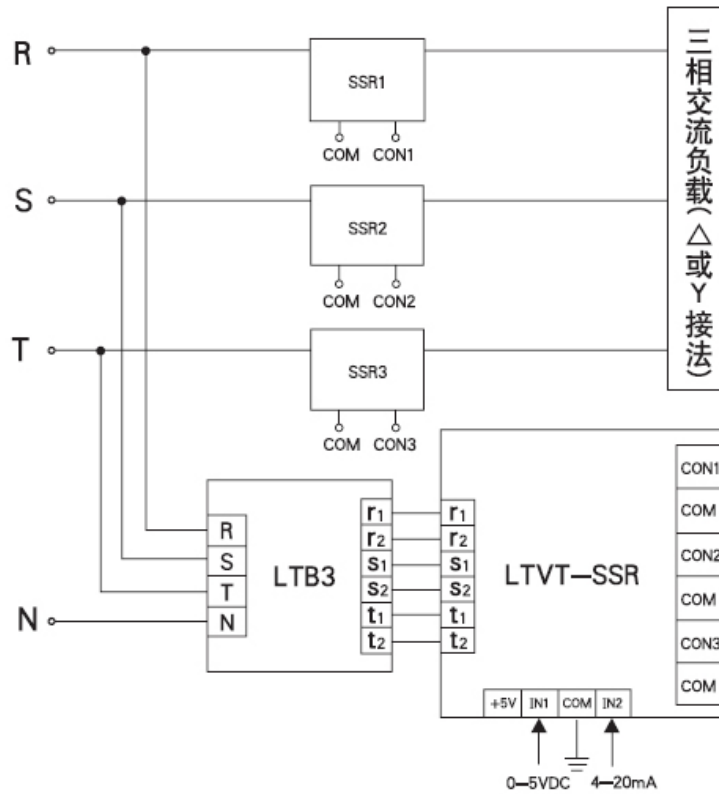 R
SSR1
COM CON1
S
SSR2
COM CON2
T
SSR3
COM CON3
三相交流负载(△或Y接法)
LTB3
R
S
T
N
N
r1
r2
s1
s2
t1
t2
r1
r2
s1
s2
t1
t2
LTVT—SSR
CON1
COM
CON2
COM
CON3
COM
+5V IN1 COM IN2
0—5VDC 4—20mA